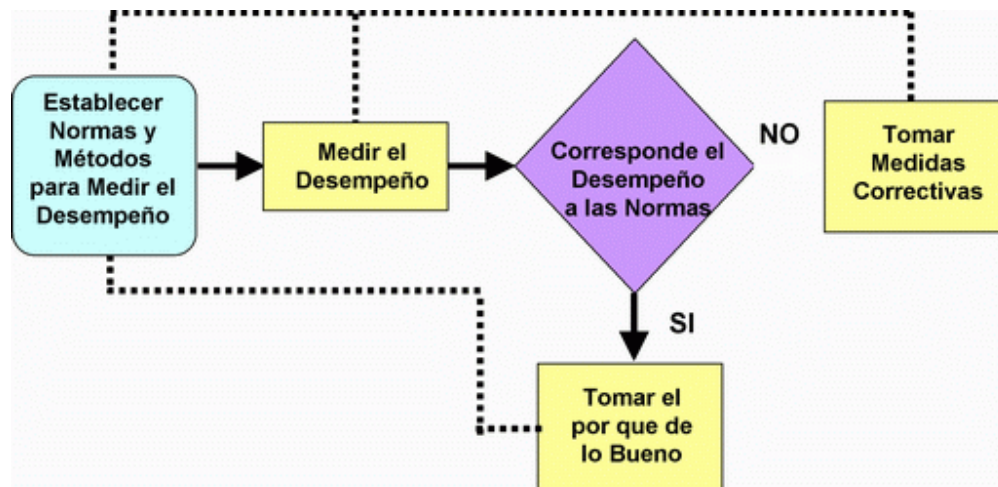 Establecer
Normas y
Métodos
para Medir el
Desempeño
Medir el
Desempeño
Corresponde el
Desempeño
a las Normas
NO
Tomar
Medidas
Correctivas
SI
Tomar el
por que de
lo Bueno